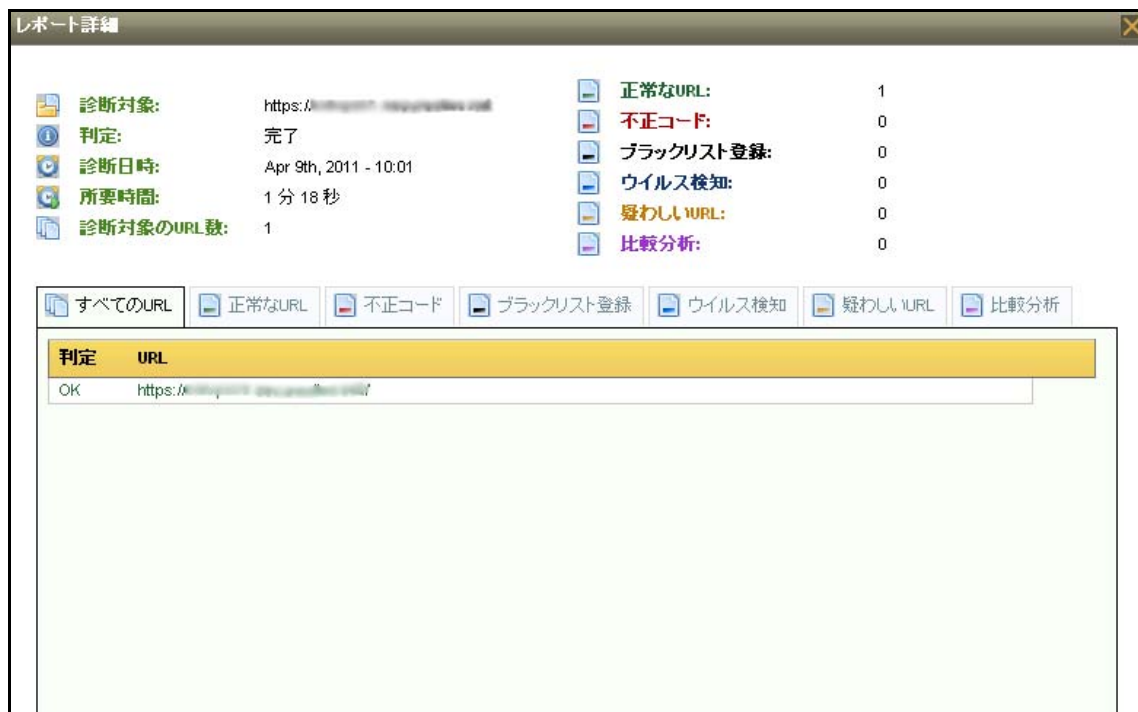 レポート詳細
診断対象: https:/
判定: 完了
診断日時: Apr 9th, 2011 - 10:01
所要時間: 1 分 18 秒
診断対象のURL数: 1
正常なURL: 1
不正コード: 0
ブラックリスト登録: 0
ウイルス検知: 0
疑わしいURL: 0
比較分析: 0
すべてのURL 正常なURL 不正コード ブラックリスト登録 ウイルス検知 疑わしいURL 比較分析
判定 URL
OK https:/